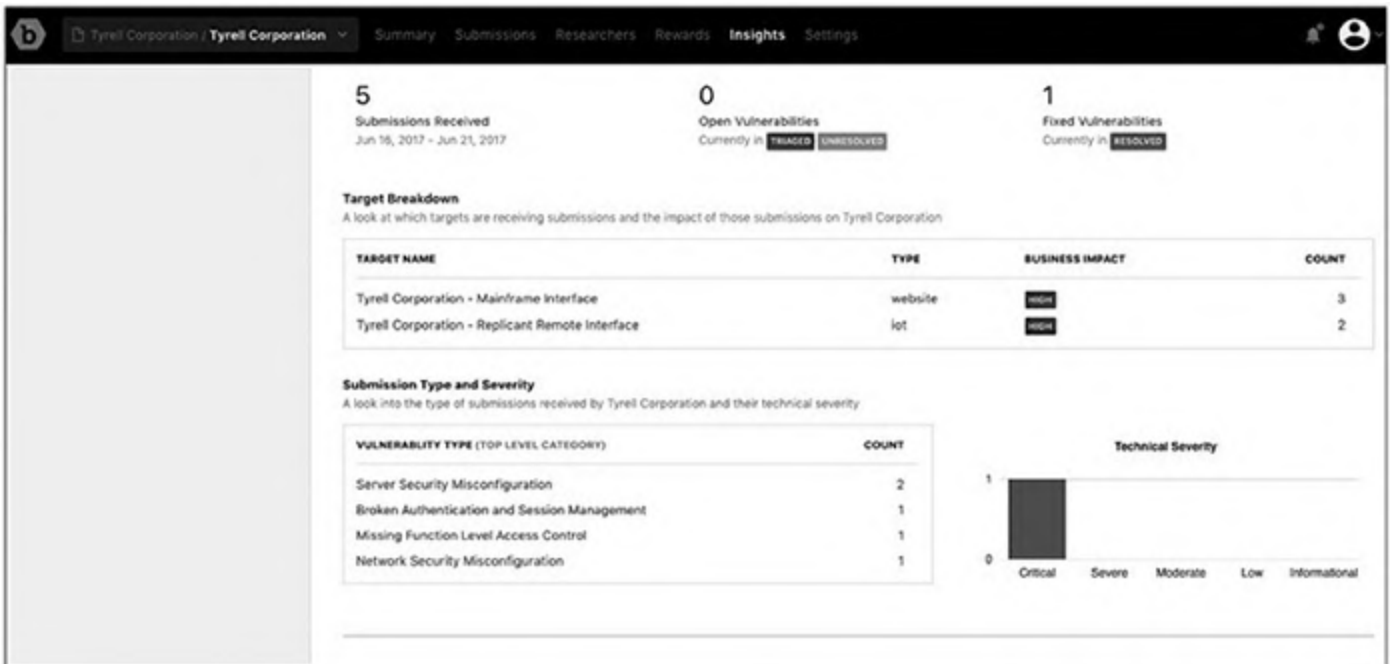 b Tyrell Corporation / Tyrell Corporation Summary Submissions Researchers Rewards Insights Settings
5 0 1
Submissions Received Open Vulnerabilities Fixed Vulnerabilities
Jun 16, 2017 - Jun 21, 2017 Currently in TRIAGED UNRESOLVED Currently in RESOLVED
Target Breakdown
A look at which targets are receiving submissions and the impact of those submissions on Tyrell Corporation
TARGET NAME TYPE BUSINESS IMPACT COUNT
Tyrell Corporation - Mainframe Interface website HIGH 3
Tyrell Corporation - Replicant Remote Interface iot HIGH 2
Submission Type and Severity
A look into the type of submissions received by Tyrell Corporation and their technical severity
VULNERABLITY TYPE (TOP LEVEL CATEGORY) COUNT
Server Security Misconfiguration 2
Broken Authentication and Session Management 1
Missing Function Level Access Control 1
Network Security Misconfiguration 1
Technical Severity
1
0
Critical Severe Moderate Low Informational